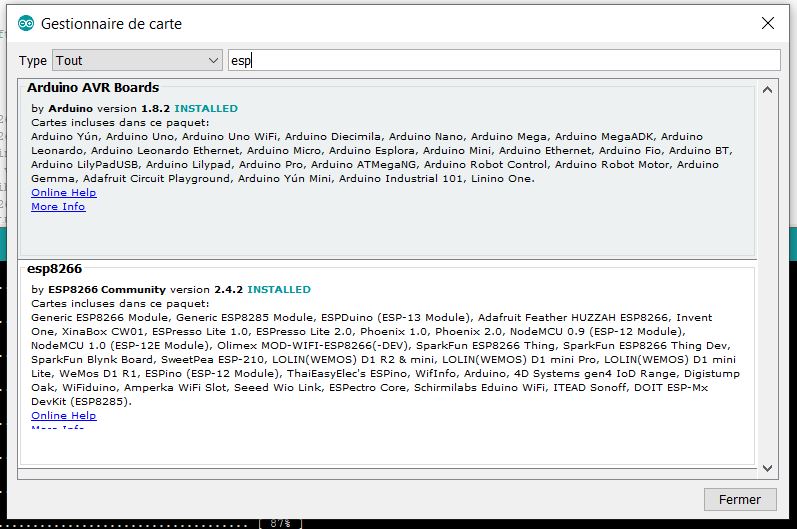 Gestionnaire de carte
Type Tout esp
Arduino AVR Boards
by Arduino version 1.8.2 INSTALLED
Cartes incluses dans ce paquet:
Arduino Yún, Arduino Uno, Arduino Uno WiFi, Arduino Diecimila, Arduino Nano, Arduino Mega, Arduino MegaADK, Arduino
Leonardo, Arduino Leonardo Ethernet, Arduino Micro, Arduino Esplora, Arduino Mini, Arduino Ethernet, Arduino Fio, Arduino BT,
Arduino LilyPadUSB, Arduino Lilypad, Arduino Pro, Arduino ATMegaNG, Arduino Robot Control, Arduino Robot Motor, Arduino
Gemma, Adafruit Circuit Playground, Arduino Yún Mini, Arduino Industrial 101, Linino One.
Online Help
More Info
esp8266
by ESP8266 Community version 2.4.2 INSTALLED
Cartes incluses dans ce paquet:
Generic ESP8266 Module, Generic ESP8285 Module, ESPDuino (ESP-13 Module), Adafruit Feather HUZZAH ESP8266, Invent
One, XinaBox CW01, ESPresso Lite 1.0, ESPresso Lite 2.0, Phoenix 1.0, Phoenix 2.0, NodeMCU 0.9 (ESP-12 Module),
NodeMCU 1.0 (ESP-12E Module), Olimex MOD-WIFI-ESP8266(-DEV), SparkFun ESP8266 Thing, SparkFun ESP8266 Thing Dev,
SparkFun Blynk Board, SweetPea ESP-210, LOLIN(WEMOS) D1 R2 & mini, LOLIN(WEMOS) D1 mini Pro, LOLIN(WEMOS) D1 mini
Lite, WeMos D1 R1, ESPino (ESP-12 Module), ThaiEasyElec's ESPino, WifInfo, Arduino, 4D Systems gen4 IoD Range, Digistump
Oak, WiFiduino, Amperka WiFi Slot, Seeed Wio Link, ESPectro Core, Schirmilabs Eduino WiFi, ITEAD Sonoff, DOIT ESP-Mx
DevKit (ESP8285).
Online Help
More Info
Fermer
[ 87% ]